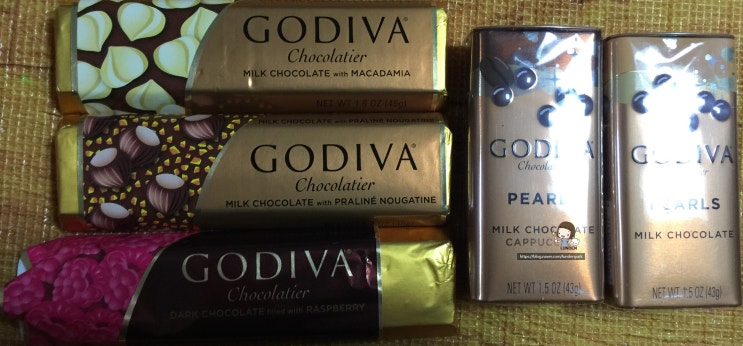 GODIVA
Chocolatier
MILK CHOCOLATE with MACADAMIA
NET WT 1.5 OZ (43g)
MILK CHOCOLATE with PRALINÉ NOUGATINE
GODIVA
Chocolatier
MILK CHOCOLATE with PRALINÉ NOUGATINE
GODIVA
Chocolatier
DARK CHOCOLATE filled with RASPBERRY
GODIVA
PEARL
MILK CHOCOLATE
NET WT 1.5 OZ (43g)
GODIVA
PEARLS
MILK CHOCOLATE
NET WT 1.5 OZ (43g)